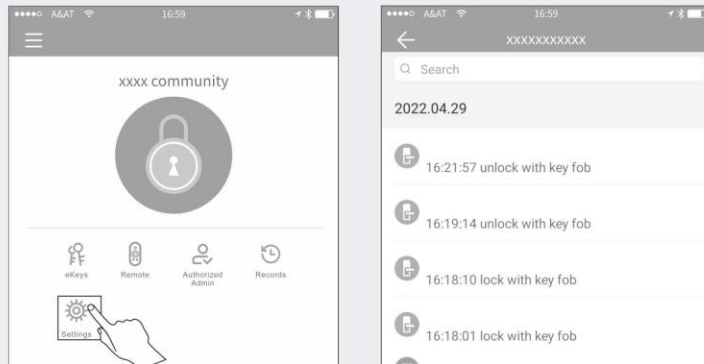 A&AT 16:59
xxxx community
eKeys Remote Authorized Admin Records
Settings
A&AT 16:59
XXXXXXXXXXX
Search
2022.04.29
16:21:57 unlock with key fob
16:19:14 unlock with key fob
16:18:10 lock with key fob
16:18:01 lock with key fob